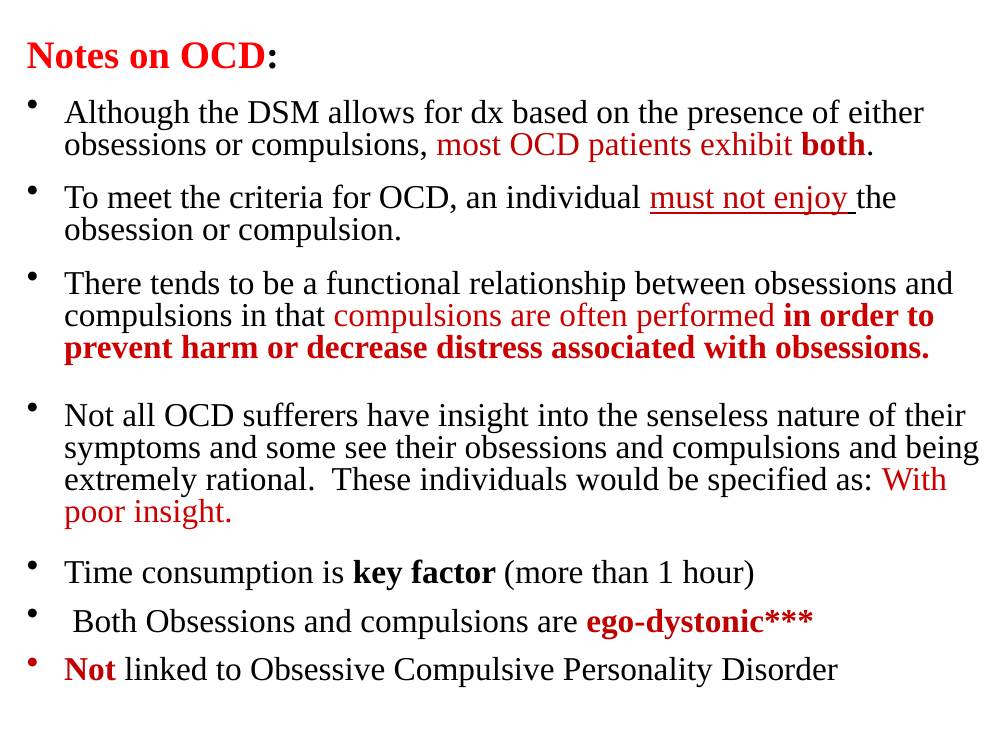 Notes on OCD:
• Although the DSM allows for dx based on the presence of either
obsessions or compulsions, most OCD patients exhibit both.
• To meet the criteria for OCD, an individual must not enjoy the
obsession or compulsion.
• There tends to be a functional relationship between obsessions and
compulsions in that compulsions are often performed in order to
prevent harm or decrease distress associated with obsessions.
• Not all OCD sufferers have insight into the senseless nature of their
symptoms and some see their obsessions and compulsions and being
extremely rational.  These individuals would be specified as: With
poor insight.
• Time consumption is key factor (more than 1 hour)
• Both Obsessions and compulsions are ego-dystonic***
• Not linked to Obsessive Compulsive Personality Disorder